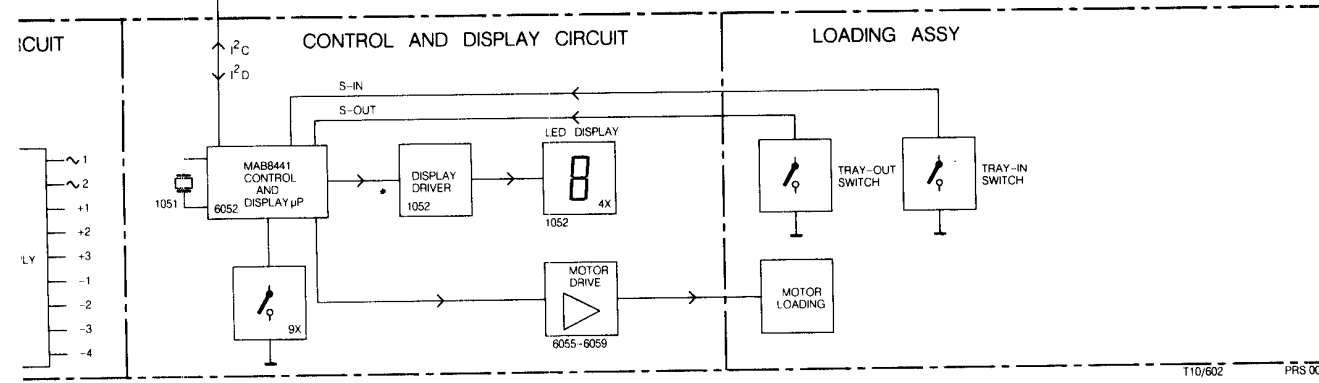 CUIT
CONTROL AND DISPLAY CIRCUIT
LOADING ASSY
I²C
I²D
S-IN
S-OUT
LED DISPLAY
4X
1052
MAB8441
CONTROL
AND
DISPLAY µP
6052
1051
DISPLAY
DRIVER
1052
TRAY-OUT
SWITCH
TRAY-IN
SWITCH
∿1
∿2
+1
+2
+3
-1
-2
-3
-4
LY
9X
MOTOR
DRIVE
6055-6059
MOTOR
LOADING
T10/602
PRS 00